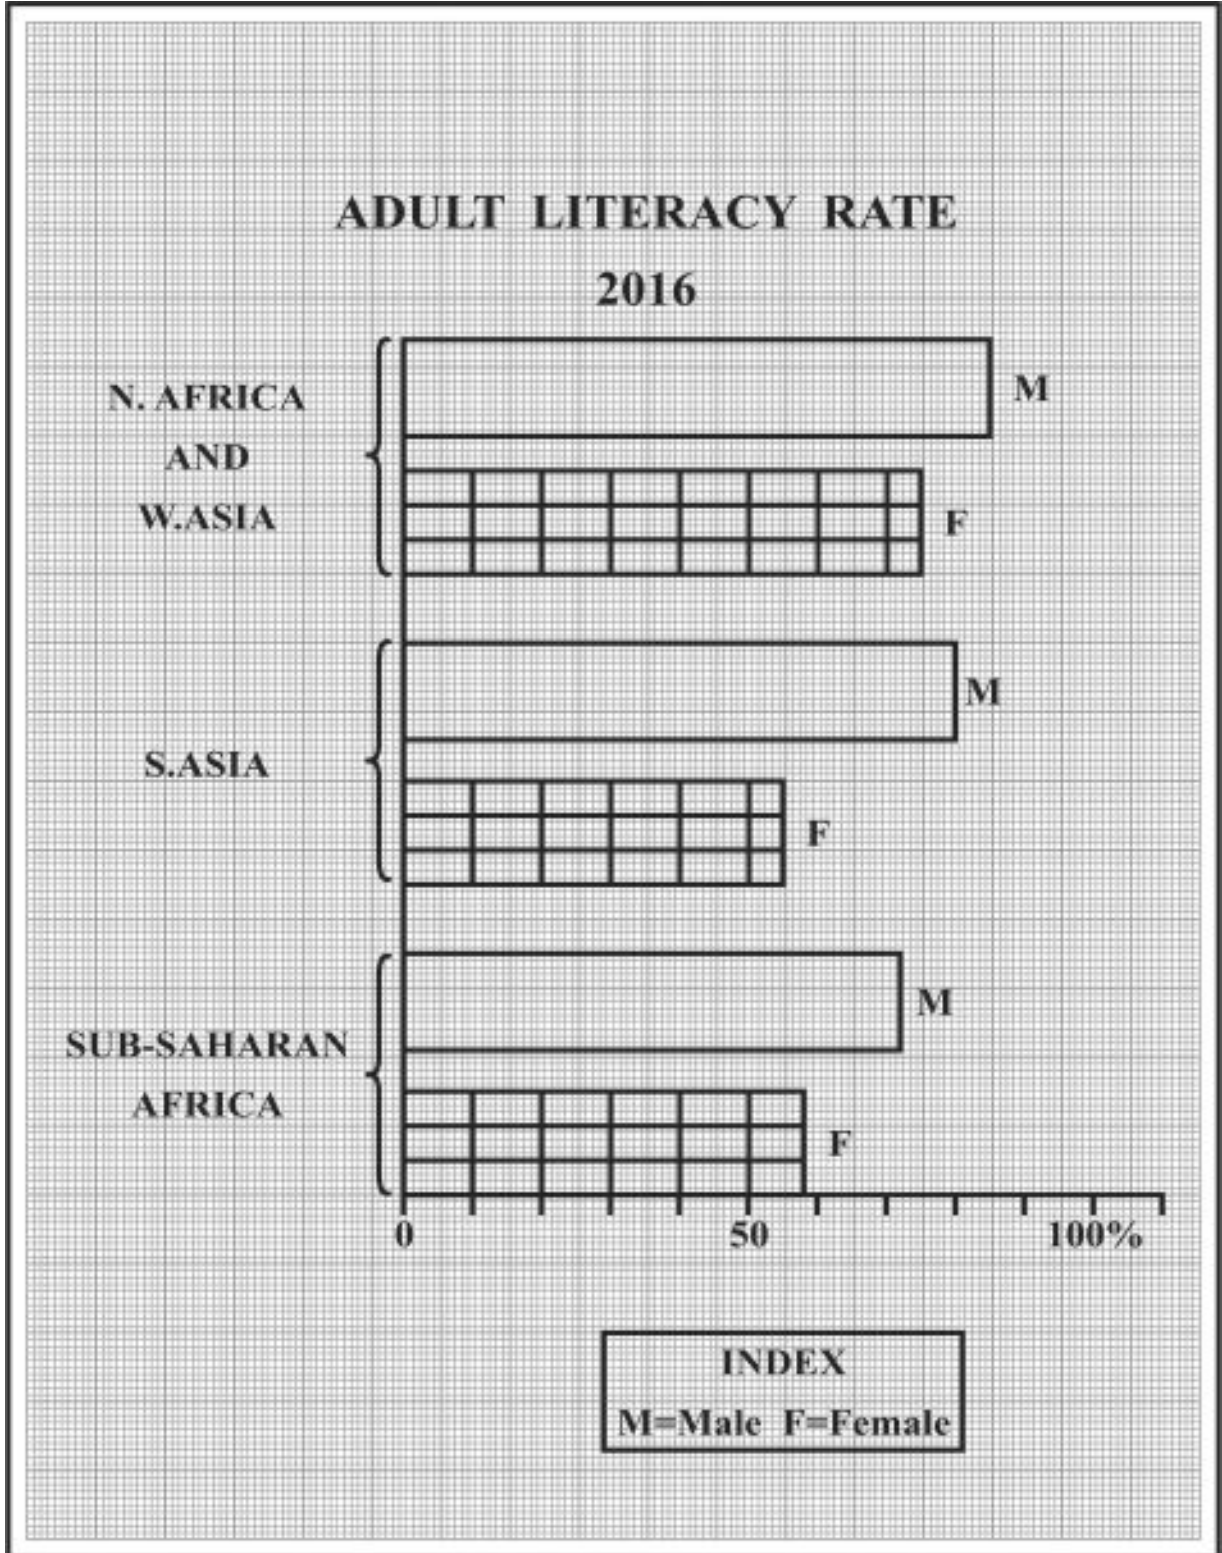 ADULT LITERACY RATE
2016
N. AFRICA
AND
W.ASIA
M
F
S.ASIA
M
F
SUB-SAHARAN
AFRICA
M
F
0 50 100%
INDEX
M=Male F=Female